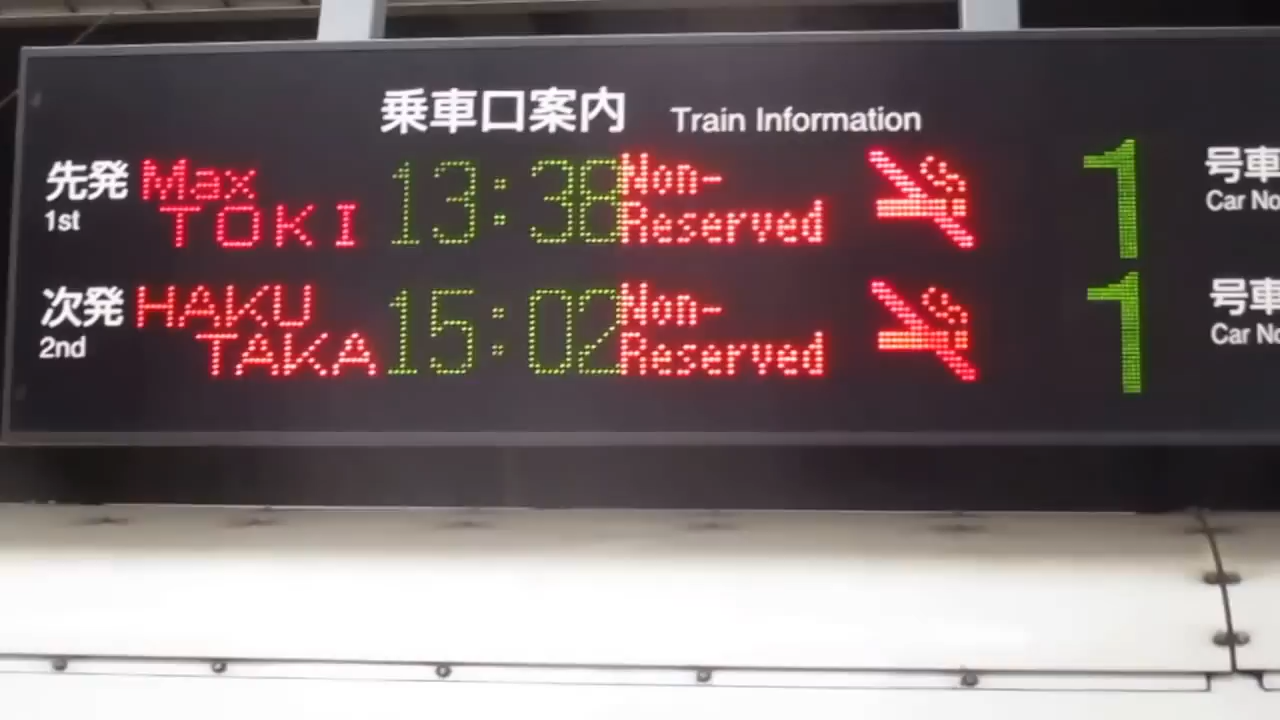 乗車口案内 Train Information
先発 Max TOKI 13:38 Non-Reserved 1 号車
1st Car No
次発 HAKU TAKA 15:02 Non-Reserved 1 号車
2nd Car No